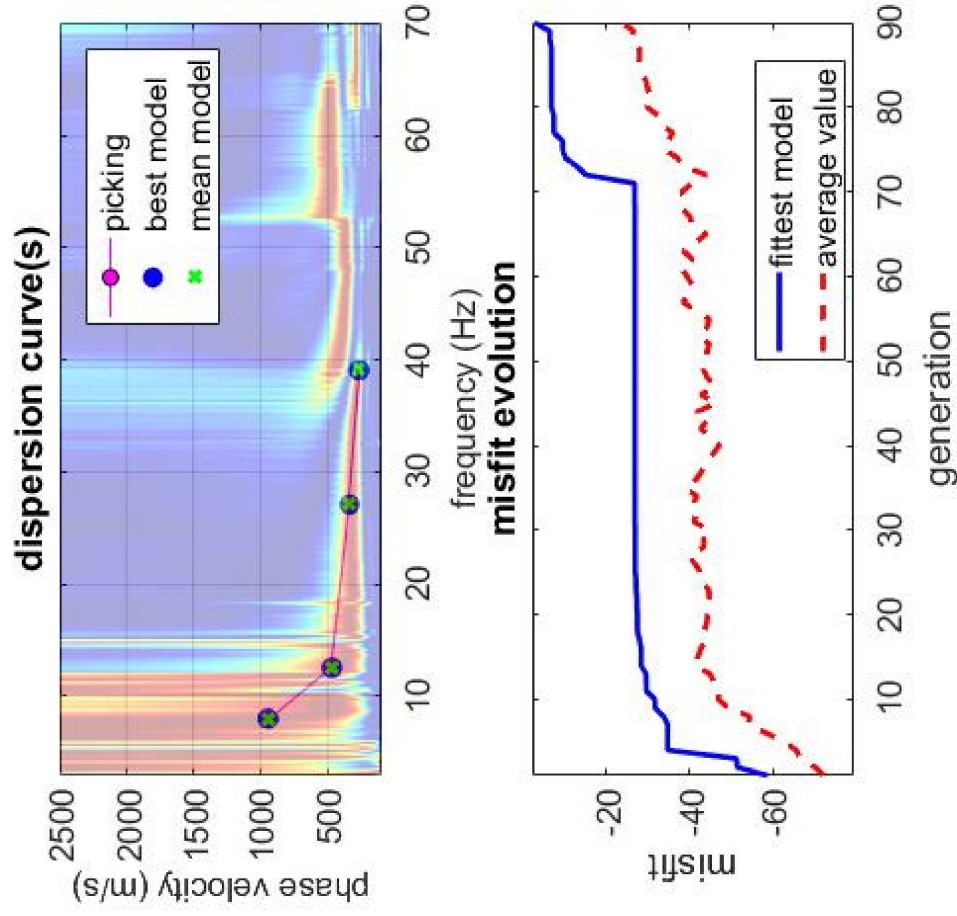 dispersion curve(s)
2500
2000
1500
1000
500
phase velocity (m/s)
picking
best model
mean model
10
20
30
40
50
60
70
frequency (Hz)
misfit evolution
-20
-40
-60
misfit
fittest model
average value
10
20
30
40
50
60
70
80
90
generation